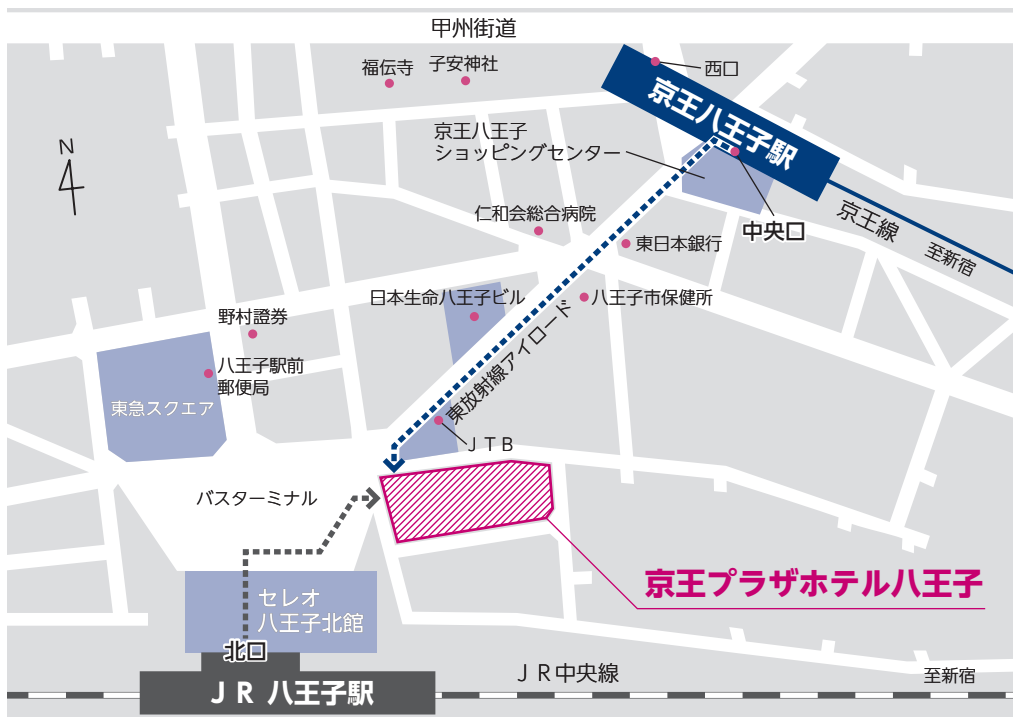 甲州街道
福伝寺
子安神社
西口
京王八王子駅
N
京王八王子
ショッピングセンター
仁和会総合病院
東日本銀行
中央口
京王線
至新宿
日本生命八王子ビル
八王子市保健所
野村證券
八王子駅前
郵便局
東急スクエア
東放射線アイロード
ＪＴＢ
バスターミナル
京王プラザホテル八王子
セレオ
八王子北館
北口
ＪＲ 八王子駅
ＪＲ中央線
至新宿